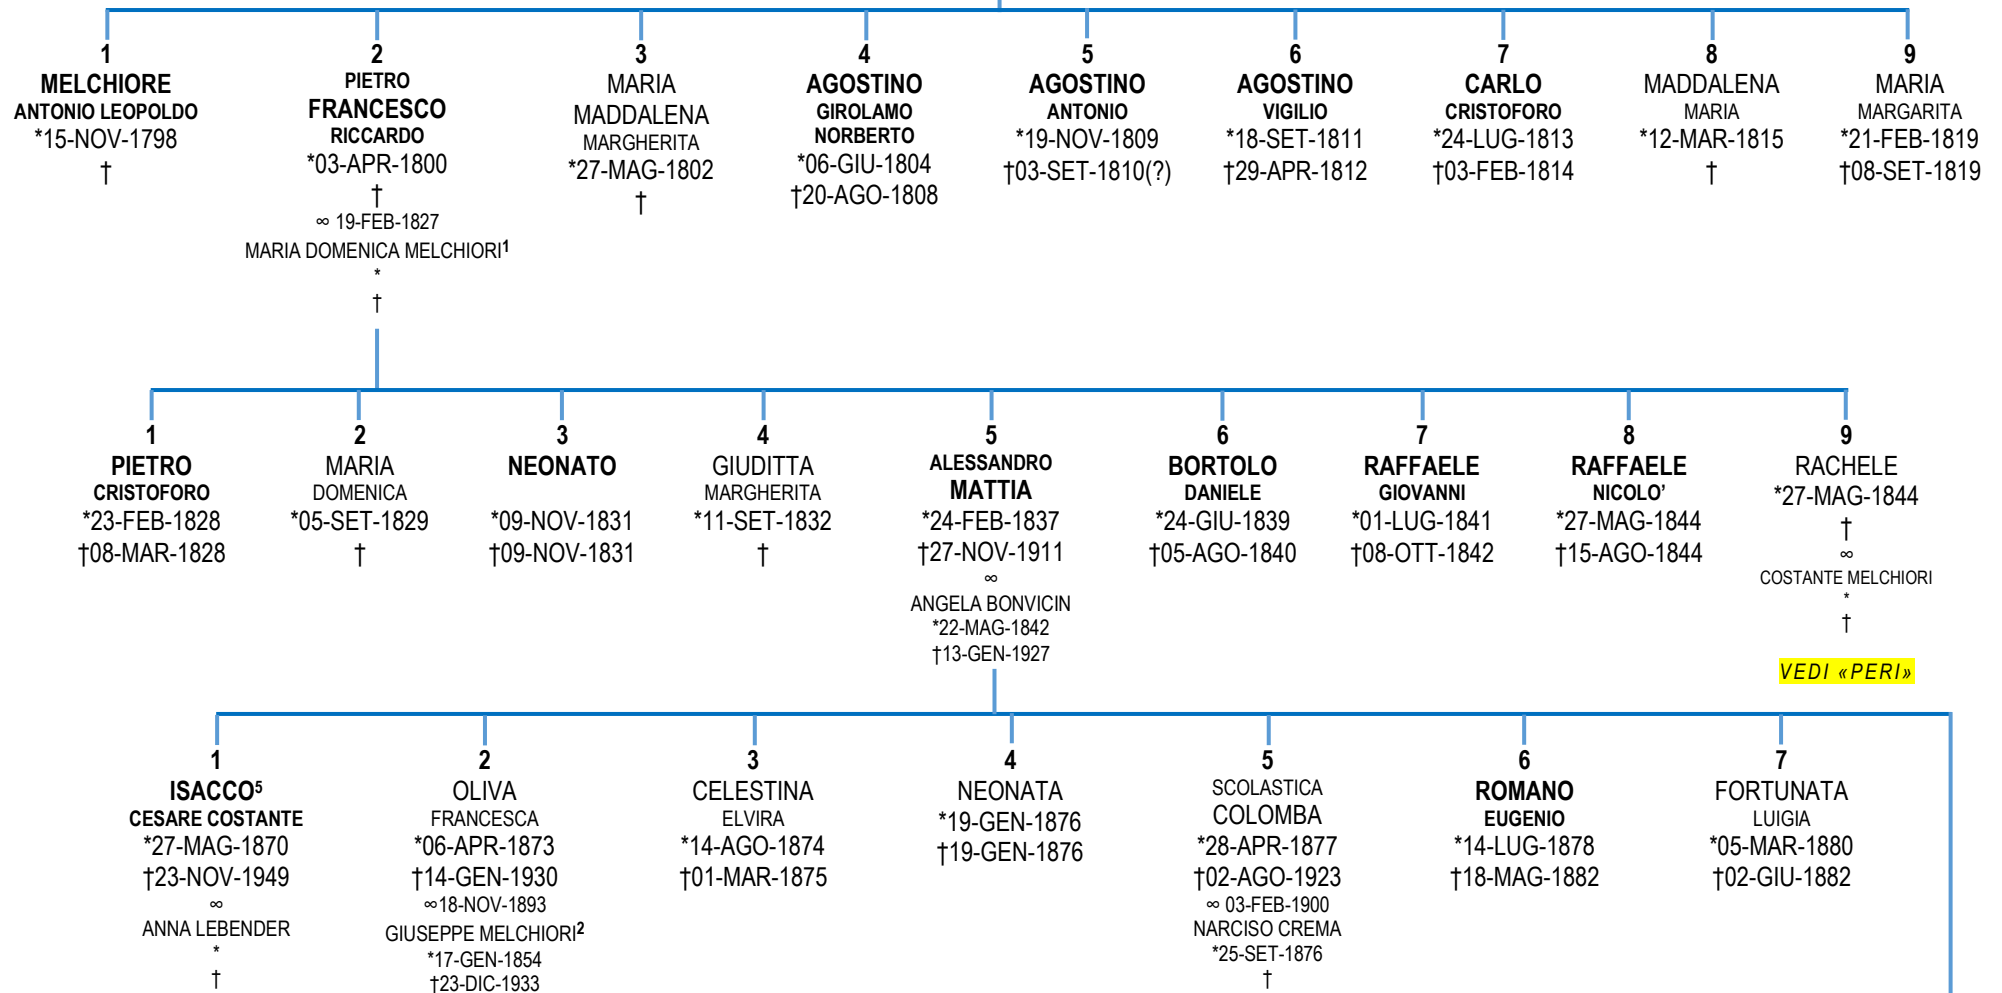 1
MELCHIORE
ANTONIO LEOPOLDO
*15-NOV-1798
†
2
PIETRO
FRANCESCO
RICCARDO
*03-APR-1800
†
∞ 19-FEB-1827
MARIA DOMENICA MELCHIORI¹
*
†
3
MARIA
MADDALENA
MARGHERITA
*27-MAG-1802
†
4
AGOSTINO
GIROLAMO
NORBERTO
*06-GIU-1804
†20-AGO-1808
5
AGOSTINO
ANTONIO
*19-NOV-1809
†03-SET-1810(?)
6
AGOSTINO
VIGILIO
*18-SET-1811
†29-APR-1812
7
CARLO
CRISTOFORO
*24-LUG-1813
†03-FEB-1814
8
MADDALENA
MARIA
*12-MAR-1815
†
9
MARIA
MARGARITA
*21-FEB-1819
†08-SET-1819
1
PIETRO
CRISTOFORO
*23-FEB-1828
†08-MAR-1828
2
MARIA
DOMENICA
*05-SET-1829
†
3
NEONATO
*09-NOV-1831
†09-NOV-1831
4
GIUDITTA
MARGHERITA
*11-SET-1832
†
5
ALESSANDRO
MATTIA
*24-FEB-1837
†27-NOV-1911
∞
ANGELA BONVICIN
*22-MAG-1842
†13-GEN-1927
6
BORTOLO
DANIELE
*24-GIU-1839
†05-AGO-1840
7
RAFFAELE
GIOVANNI
*01-LUG-1841
†08-OTT-1842
8
RAFFAELE
NICOLO’
*27-MAG-1844
†15-AGO-1844
9
RACHELE
*27-MAG-1844
†
∞
COSTANTE MELCHIORI
*
†
VEDI «PERI»
1
ISACCO⁵
CESARE COSTANTE
*27-MAG-1870
†23-NOV-1949
∞
ANNA LEBENDER
*
†
2
OLIVA
FRANCESCA
*06-APR-1873
†14-GEN-1930
∞18-NOV-1893
GIUSEPPE MELCHIORI²
*17-GEN-1854
†23-DIC-1933
3
CELESTINA
ELVIRA
*14-AGO-1874
†01-MAR-1875
4
NEONATA
*19-GEN-1876
†19-GEN-1876
5
SCOLASTICA
COLOMBA
*28-APR-1877
†02-AGO-1923
∞ 03-FEB-1900
NARCISO CREMA
*25-SET-1876
†
6
ROMANO
EUGENIO
*14-LUG-1878
†18-MAG-1882
7
FORTUNATA
LUIGIA
*05-MAR-1880
†02-GIU-1882